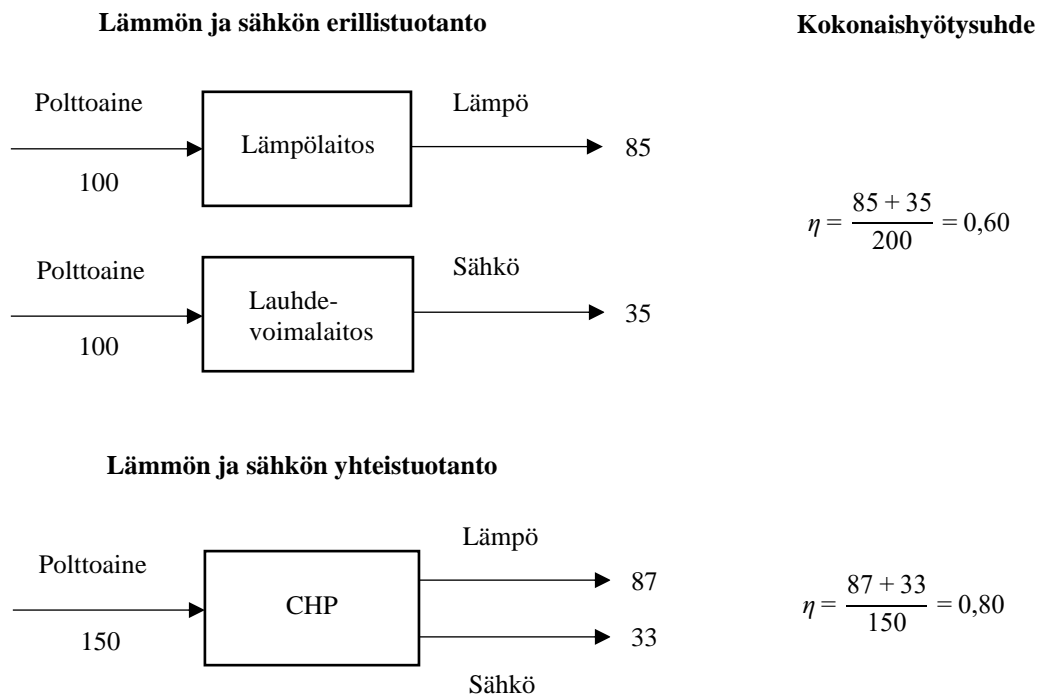 Lämmön ja sähkön erillistuotanto
Kokonaishyötysuhde
Polttoaine
100
Lämpölaitos
Lämpö
85
Polttoaine
100
Lauhde-
voimalaitos
Sähkö
35
η = (85 + 35)/200 = 0,60
Lämmön ja sähkön yhteistuotanto
Polttoaine
150
CHP
Lämpö
87
33
Sähkö
η = (87 + 33)/150 = 0,80